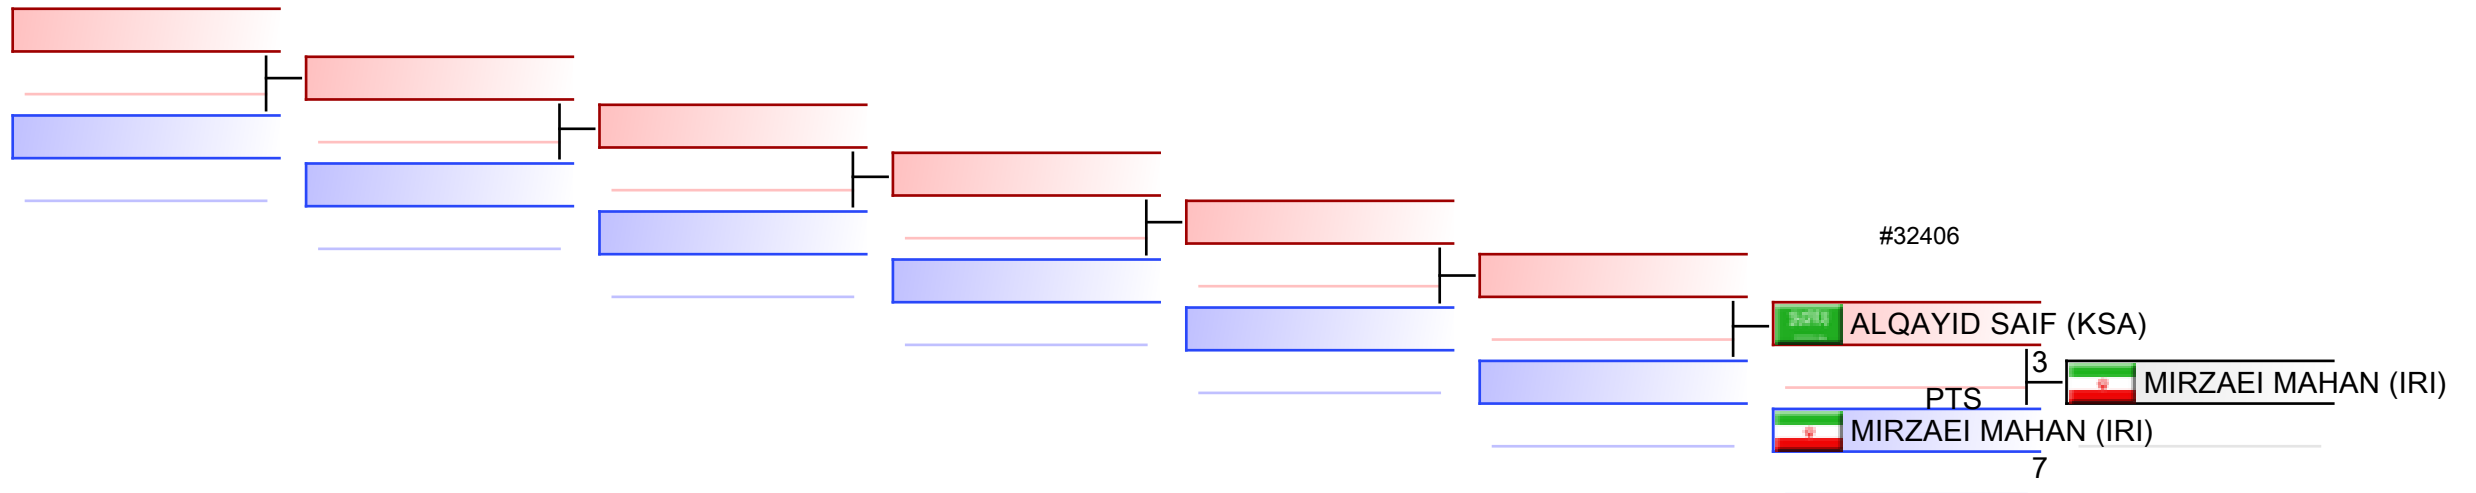 #32406
ALQAYID SAIF (KSA)
3
MIRZAEI MAHAN (IRI)
PTS
MIRZAEI MAHAN (IRI)
7